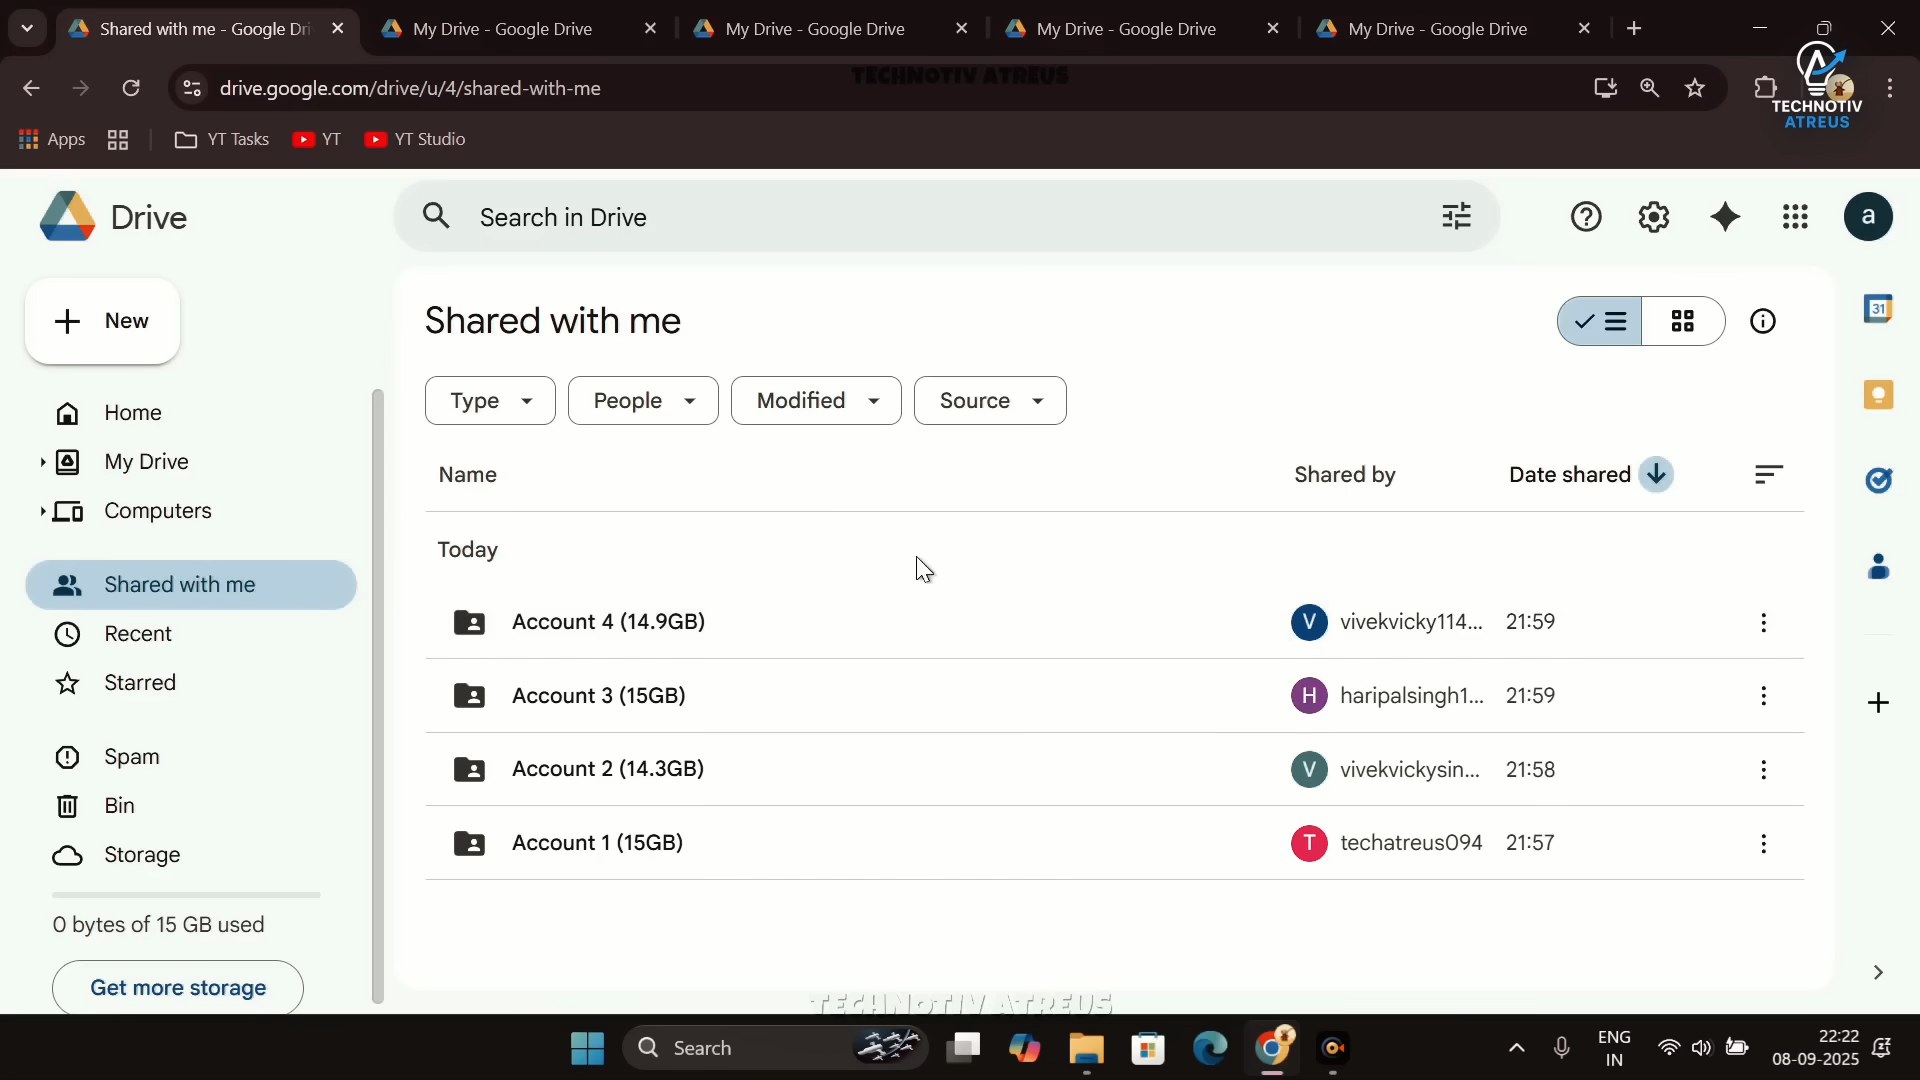 Shared with me - Google Dri
My Drive - Google Drive
My Drive - Google Drive
My Drive - Google Drive
My Drive - Google Drive
TECHNOTIV ATREUS
drive.google.com/drive/u/4/shared-with-me
TECHNOTIV
ATREUS
Apps
YT Tasks
YT
YT Studio
Drive
Search in Drive
a
New
Shared with me
31
Type
People
Modified
Source
Home
My Drive
Computers
Shared with me
Recent
Starred
Spam
Bin
Storage
0 bytes of 15 GB used
Get more storage
Name
Shared by
Date shared
Today
Account 4 (14.9GB)
V
vivekvicky114...
21:59
Account 3 (15GB)
H
haripalsingh1...
21:59
Account 2 (14.3GB)
V
vivekvickysin...
21:58
Account 1 (15GB)
T
techatreus094
21:57
TECHNOTIV ATREUS
Search
ENG
IN
22:22
08-09-2025